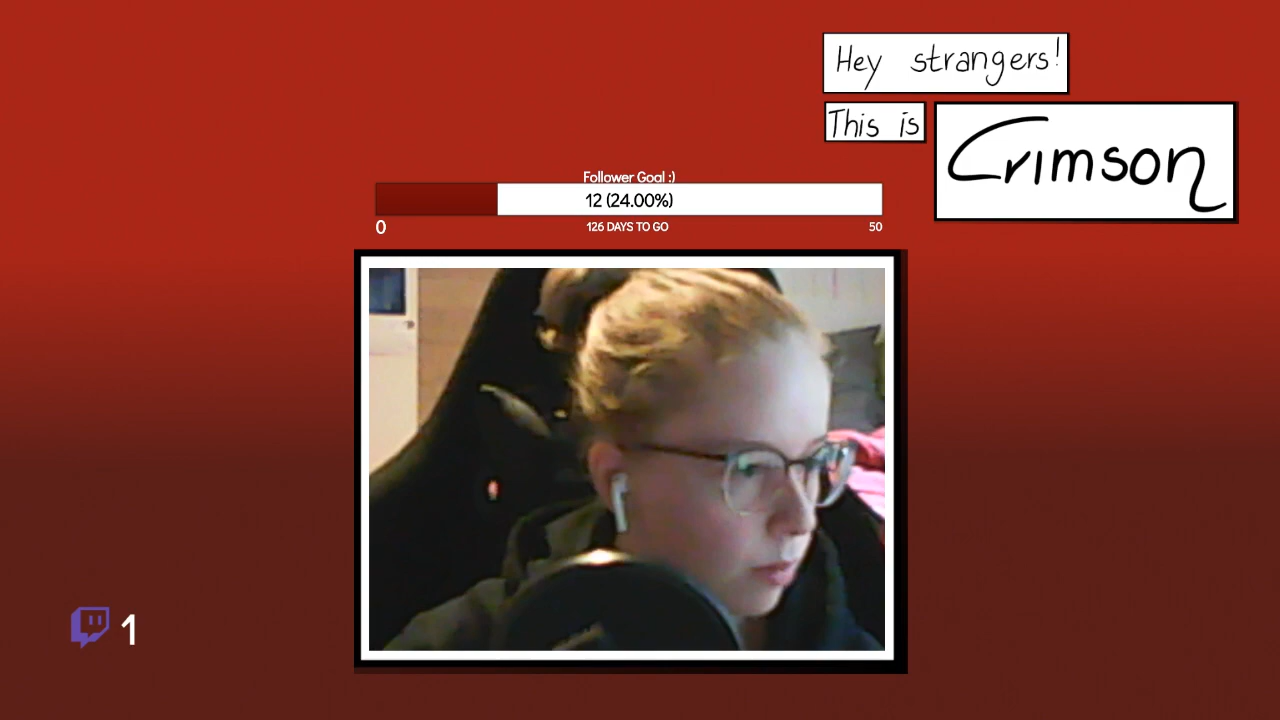 Hey strangers!
This is Crimson
Follower Goal :)
12 (24.00%)
0 126 DAYS TO GO 50
1